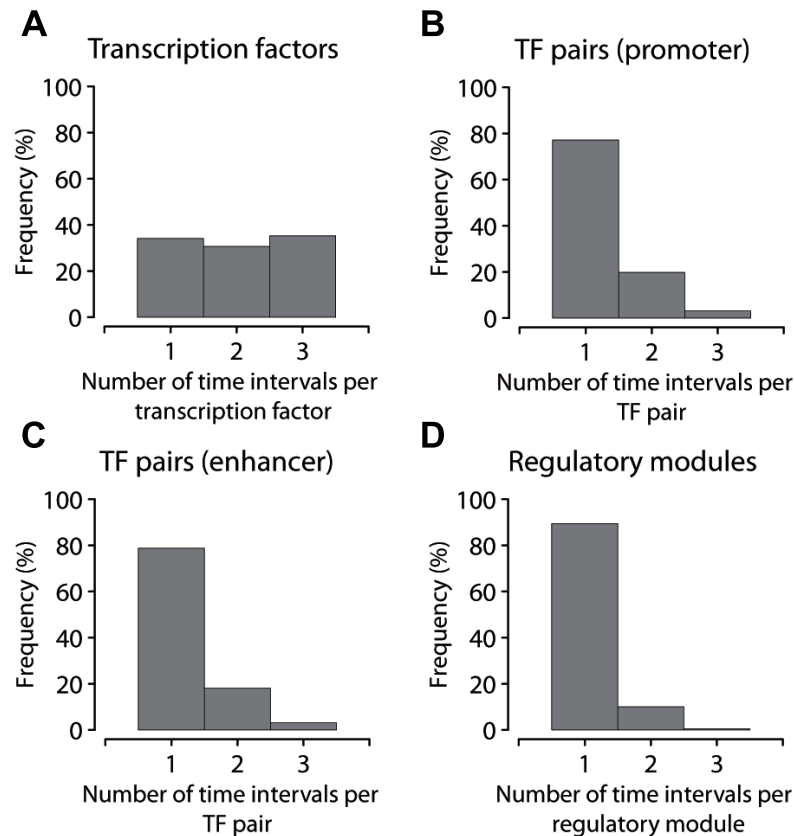 A
Transcription factors
Frequency (%)
100
80
60
40
20
0
1 2 3
Number of time intervals per
transcription factor
B
TF pairs (promoter)
Frequency (%)
100
80
60
40
20
0
1 2 3
Number of time intervals per
TF pair
C
TF pairs (enhancer)
Frequency (%)
100
80
60
40
20
0
1 2 3
Number of time intervals per
TF pair
D
Regulatory modules
Frequency (%)
100
80
60
40
20
0
1 2 3
Number of time intervals per
regulatory module